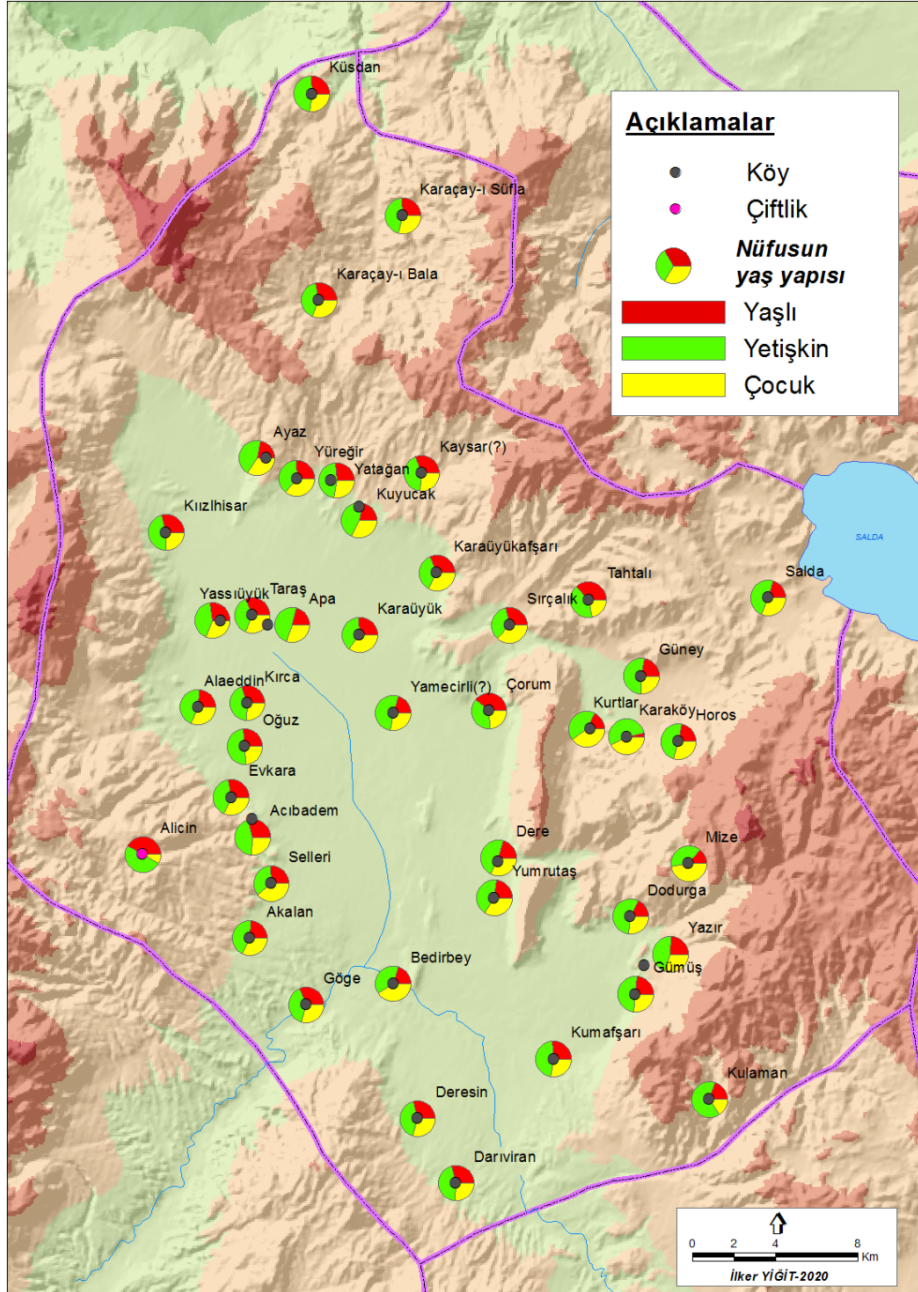 Küsdan
Açıklamalar
Köy
Çiftlik
Nüfusun
yaş yapısı
Yaşlı
Yetişkin
Çocuk
Karaçay-ı Süfla
Karaçay-ı Bala
Ayaz
Yüreğir
Yatağan
Kaysar(?)
Kuyucak
Kıızlhisar
SALDA
Karaüyükafşarı
Tahtalı
Salda
Yassıüyük
Taraş
Apa
Karaüyük
Sırçalık
Güney
Alaeddin
Kırca
Yamecirli(?)
Çorum
Kurtlar
Karaköy
Horos
Oğuz
Evkara
Acıbadem
Alicin
Dere
Mize
Selleri
Yumrutaş
Dodurga
Akalan
Yazır
Bedirbey
Gümüş
Göge
Kumafşarı
Kulaman
Deresin
Darıviran
0 2 4 8
Km
İlker YİĞİT-2020